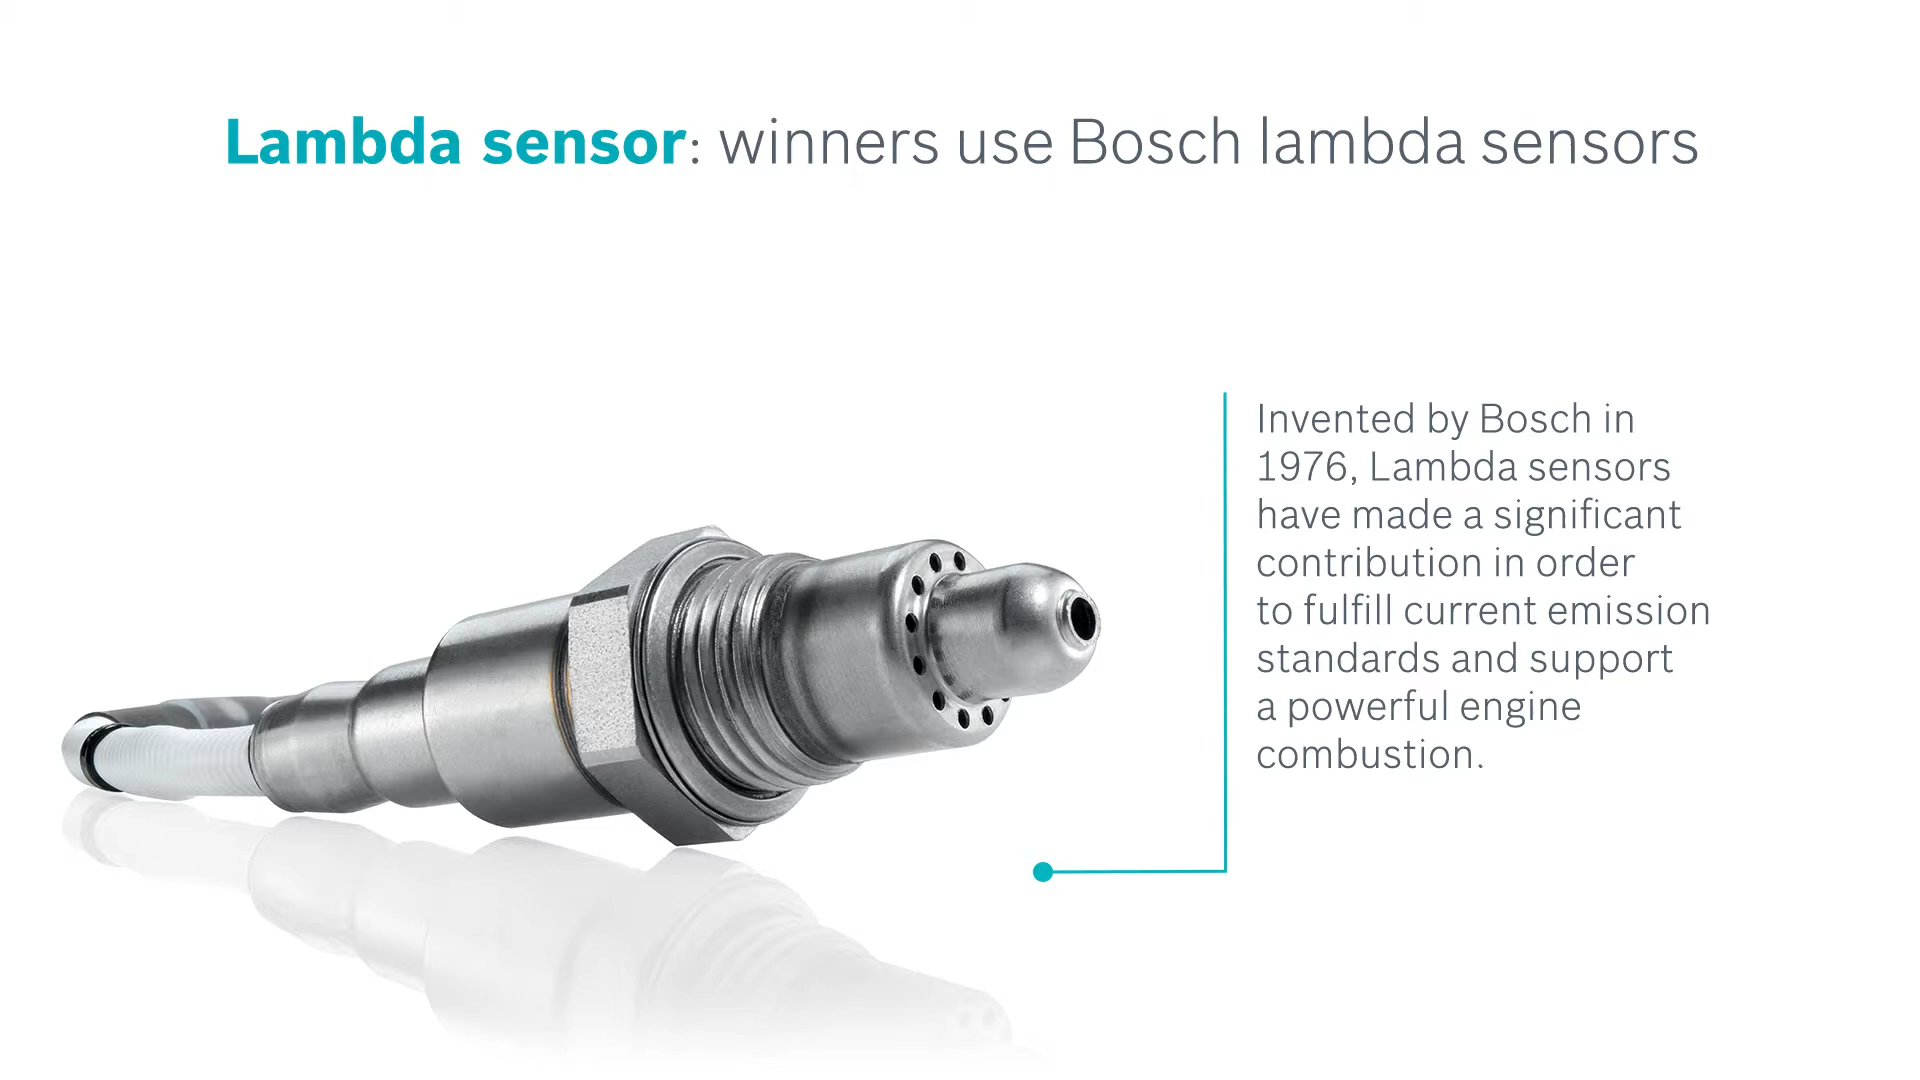 Lambda sensor: winners use Bosch lambda sensors
Invented by Bosch in
1976, Lambda sensors
have made a significant
contribution in order
to fulfill current emission
standards and support
a powerful engine
combustion.